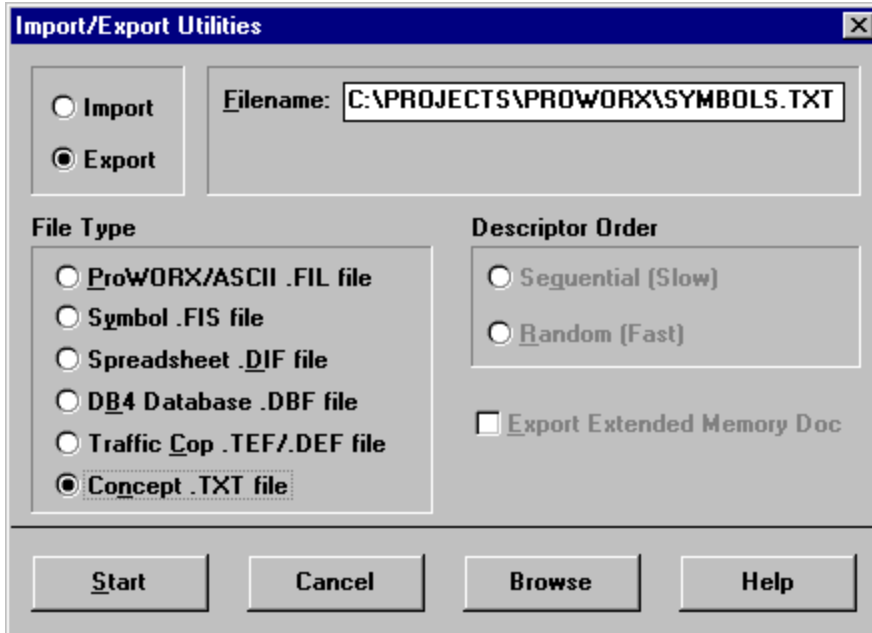 Import/Export Utilities
Import
Export
Filename: C:\PROJECTS\PROWORX\SYMBOLS.TXT
File Type
ProWORX/ASCII .FIL file
Symbol .FIS file
Spreadsheet .DIF file
DB4 Database .DBF file
Traffic Cop .TEF/.DEF file
Concept .TXT file
Descriptor Order
Sequential (Slow)
Random (Fast)
Export Extended Memory Doc
Start Cancel Browse Help